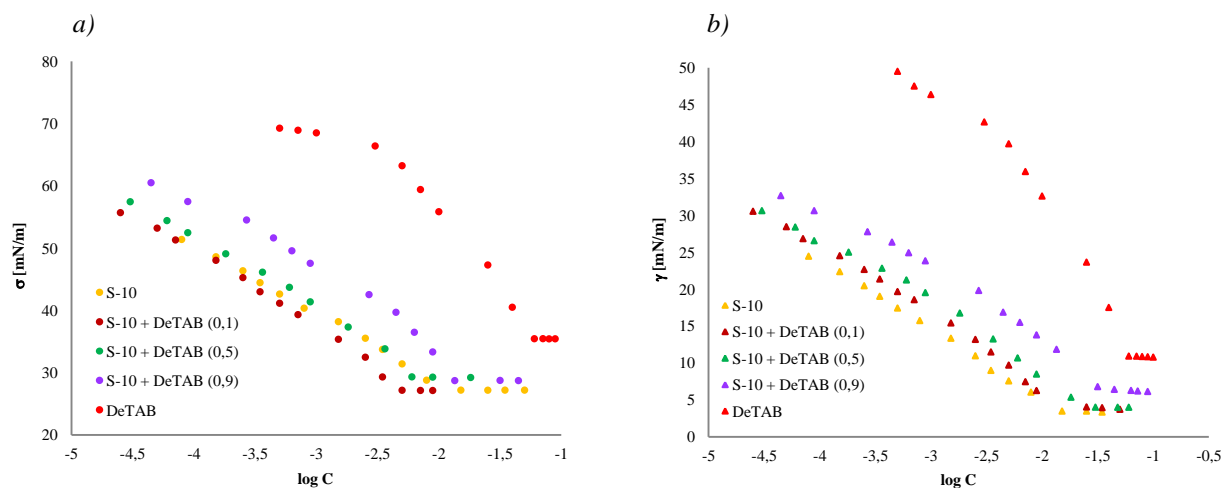 a)
80
70
60
50
40
30
20
σ [mN/m]
-5
-4,5
-4
-3,5
-3
-2,5
-2
-1,5
-1
log C
S-10
S-10 + DeTAB (0,1)
S-10 + DeTAB (0,5)
S-10 + DeTAB (0,9)
DeTAB
b)
50
45
40
35
30
25
20
15
10
5
0
γ [mN/m]
-5
-4,5
-4
-3,5
-3
-2,5
-2
-1,5
-1
-0,5
log C
S-10
S-10 + DeTAB (0,1)
S-10 + DeTAB (0,5)
S-10 + DeTAB (0,9)
DeTAB